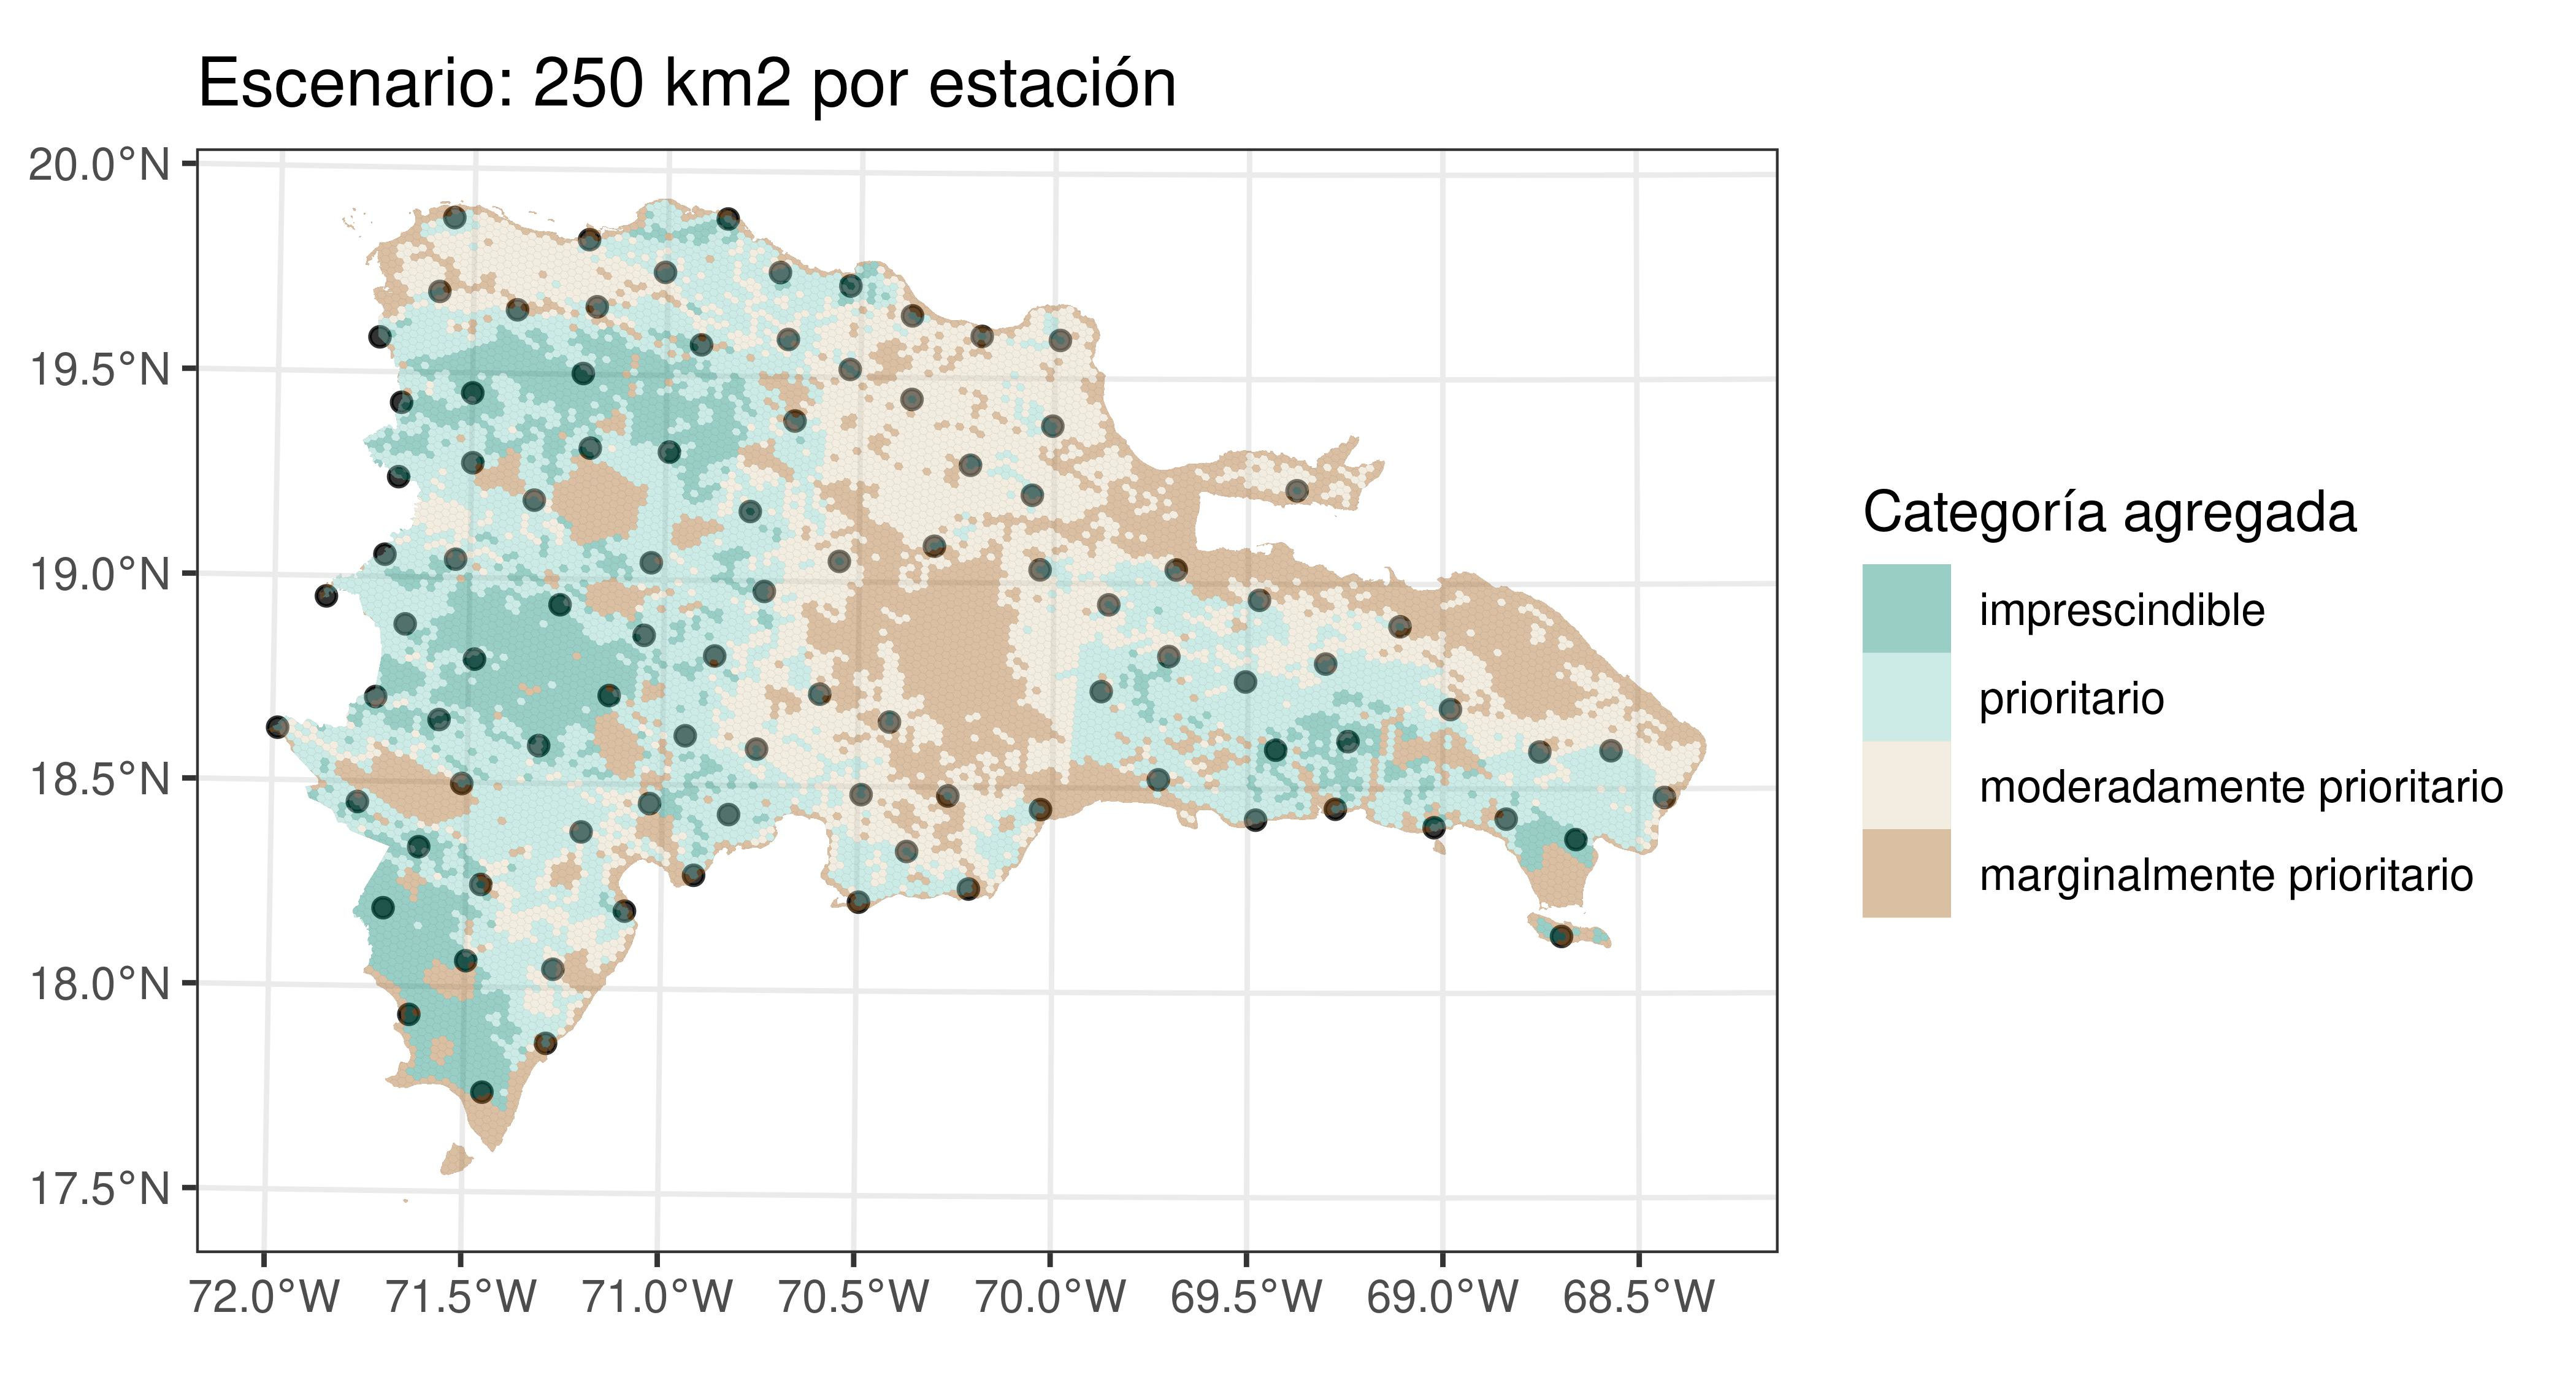 Escenario: 250 km2 por estación
20.0°N
19.5°N
19.0°N
18.5°N
18.0°N
17.5°N
72.0°W 71.5°W 71.0°W 70.5°W 70.0°W 69.5°W 69.0°W 68.5°W
Categoría agregada
imprescindible
prioritario
moderadamente prioritario
marginalmente prioritario